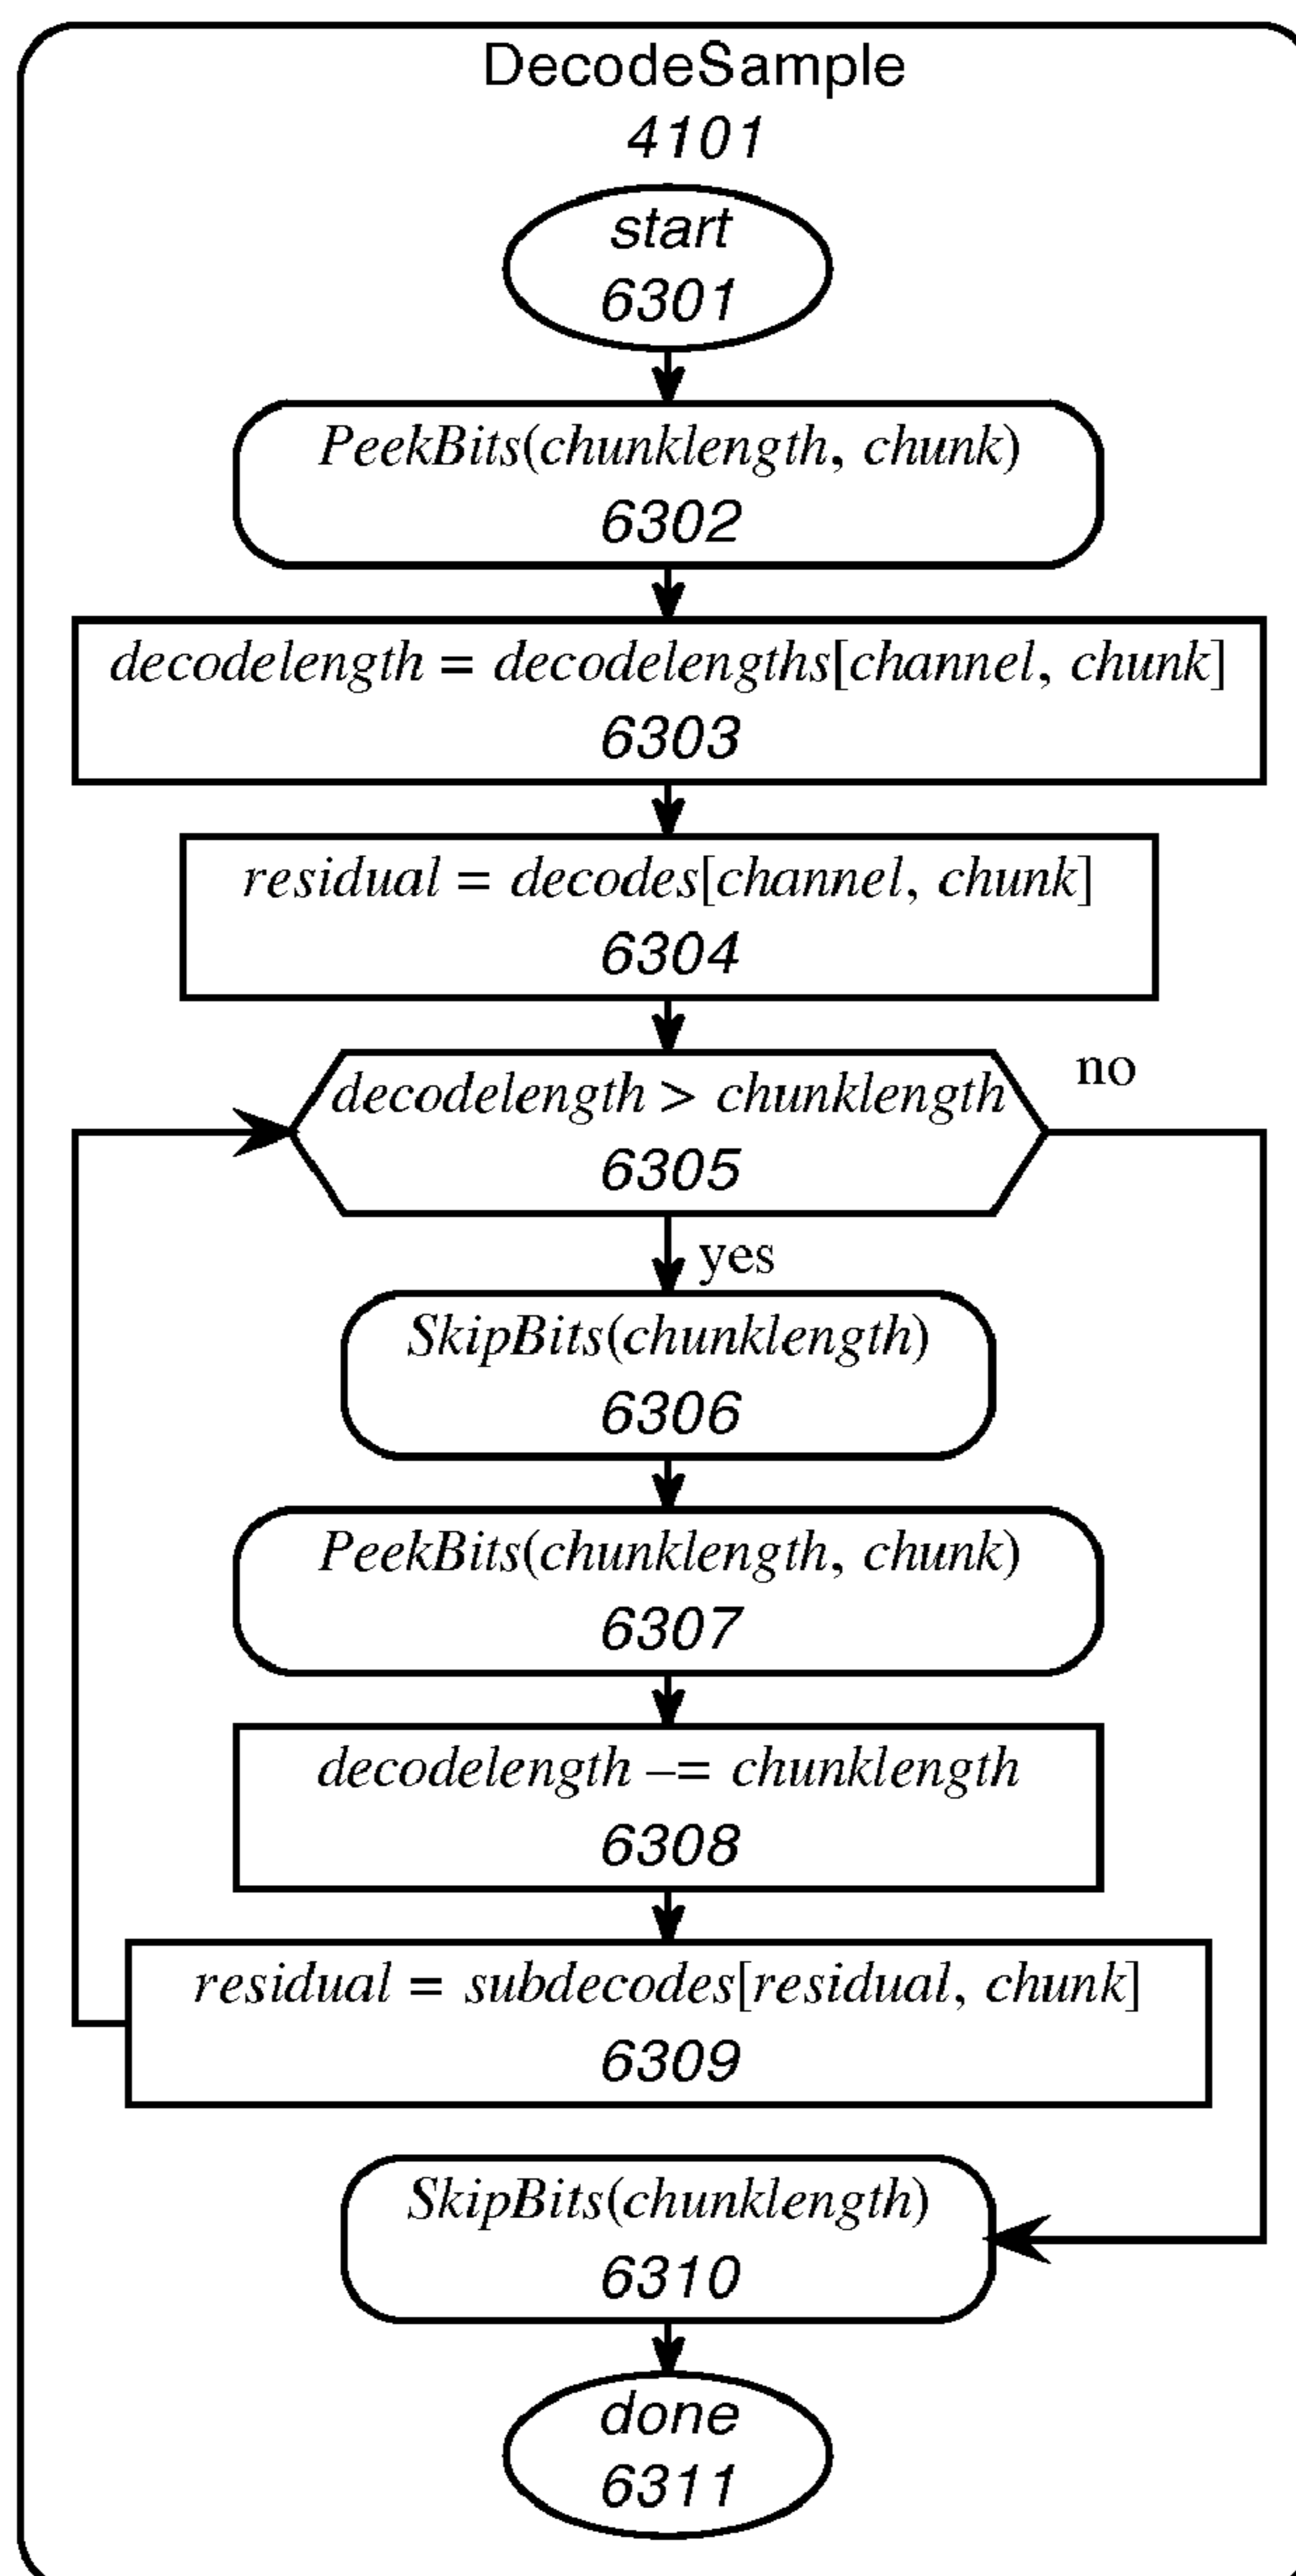 DecodeSample
4101
start
6301
PeekBits(chunklength, chunk)
6302
decodelength = decodelengths[channel, chunk]
6303
residual = decodes[channel, chunk]
6304
decodelength > chunklength
no
6305
yes
SkipBits(chunklength)
6306
PeekBits(chunklength, chunk)
6307
decodelength –= chunklength
6308
residual = subdecodes[residual, chunk]
6309
SkipBits(chunklength)
6310
done
6311